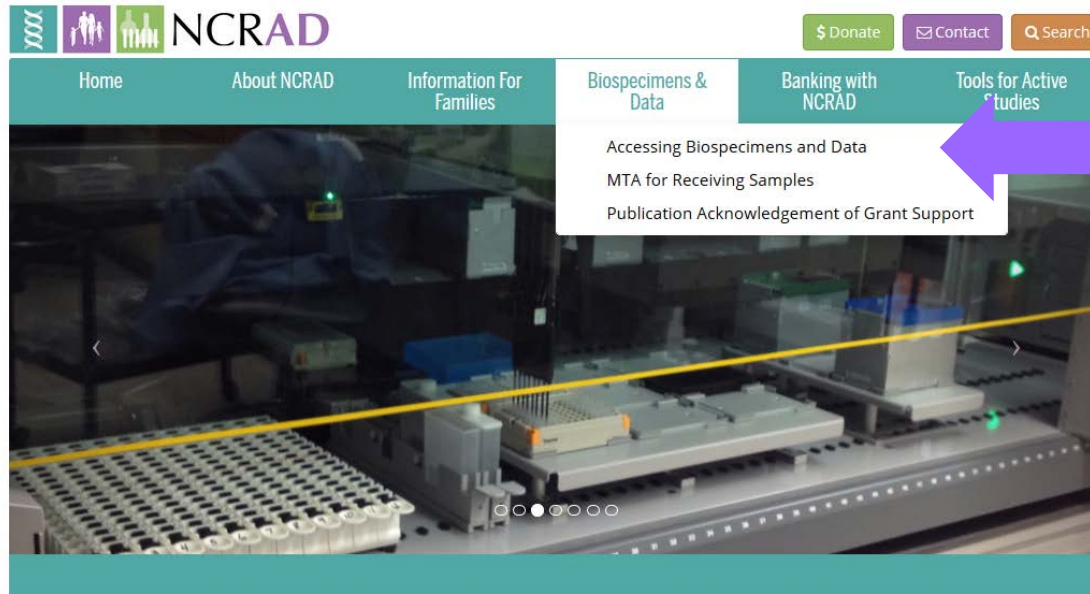 NCRAD
$ Donate
Contact
Search
Home
About NCRAD
Information For
Families
Biospecimens &
Data
Banking with
NCRAD
Tools for Active
Studies
Accessing Biospecimens and Data
MTA for Receiving Samples
Publication Acknowledgement of Grant Support